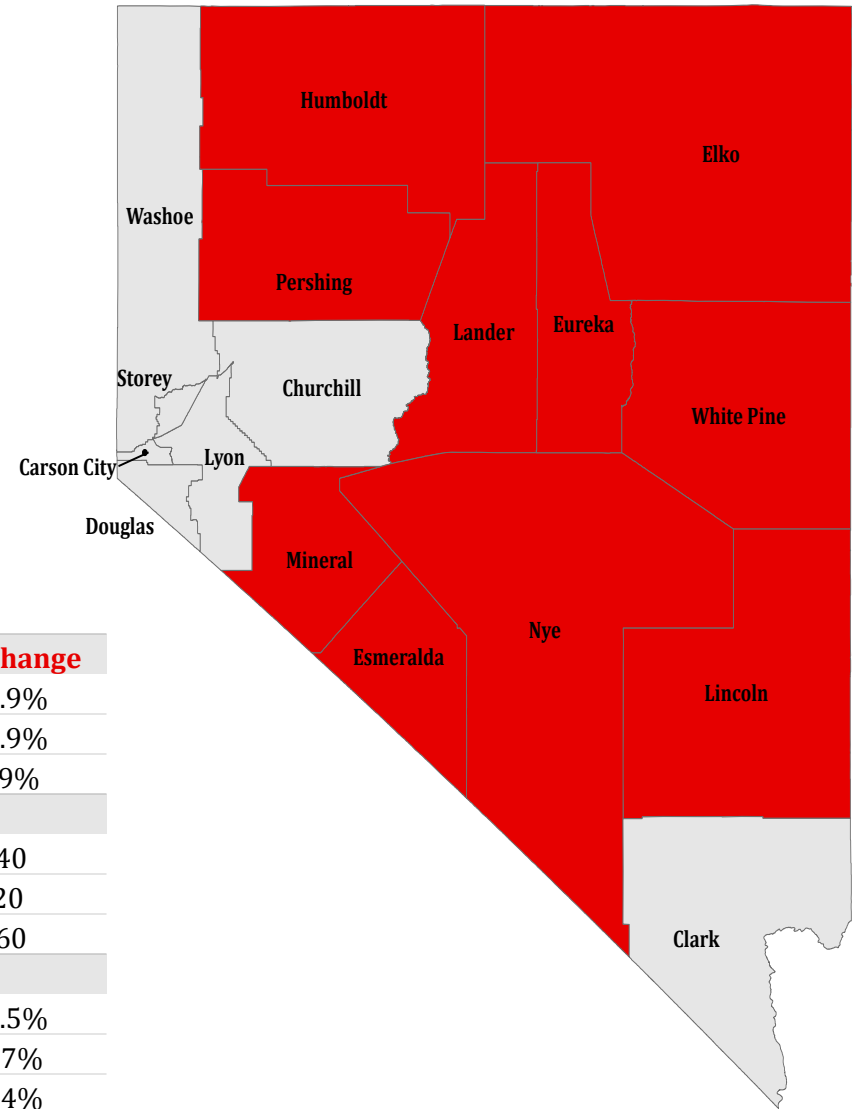 Humboldt
Elko
Washoe
Pershing
Lander
Eureka
Storey
Churchill
White Pine
Lyon
Carson City
Douglas
Mineral
Nye
Esmeralda
Lincoln
Clark
hange
.9%
.9%
9%
40
20
60
.5%
7%
4%